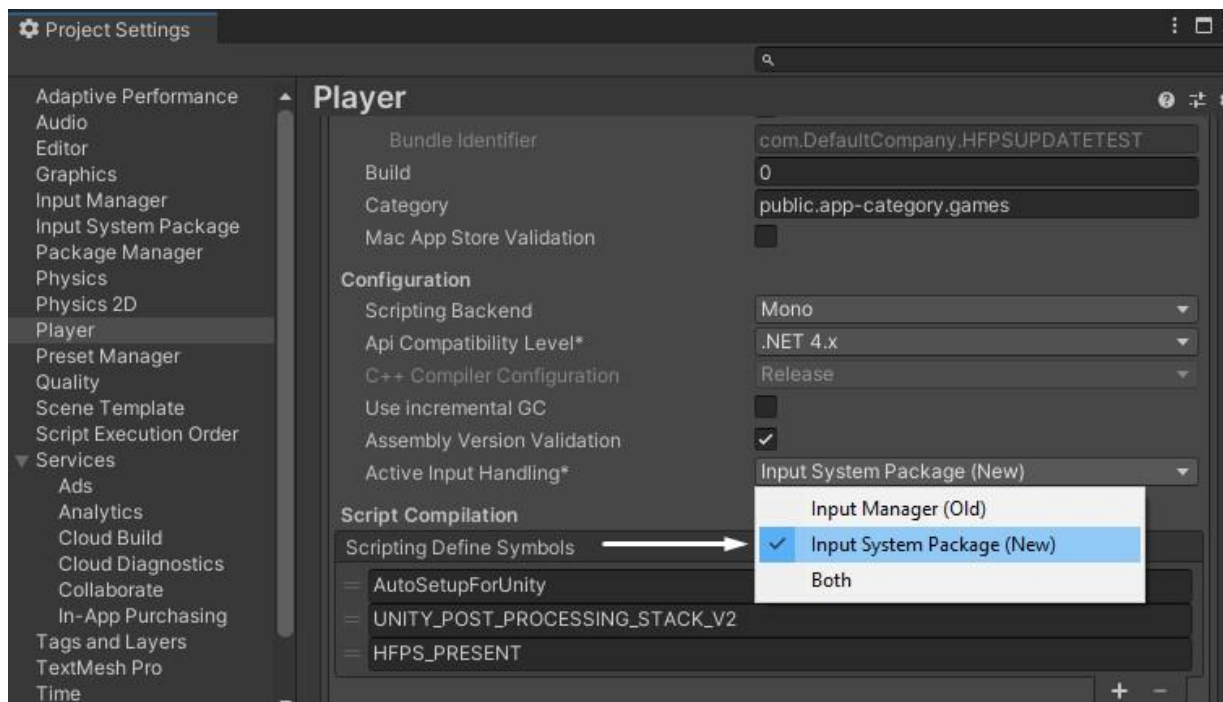 Project Settings
Adaptive Performance
Audio
Editor
Graphics
Input Manager
Input System Package
Package Manager
Physics
Physics 2D
Player
Preset Manager
Quality
Scene Template
Script Execution Order
Services
Ads
Analytics
Cloud Build
Cloud Diagnostics
Collaborate
In-App Purchasing
Tags and Layers
TextMesh Pro
Time
Player
Bundle Identifier com.DefaultCompany.HFPSUPDATETEST
Build 0
Category public.app-category.games
Mac App Store Validation
Configuration
Scripting Backend Mono
Api Compatibility Level* .NET 4.x
C++ Compiler Configuration Release
Use incremental GC
Assembly Version Validation
Active Input Handling* Input System Package (New)
Input Manager (Old)
Input System Package (New)
Both
Script Compilation
Scripting Define Symbols
AutoSetupForUnity
UNITY_POST_PROCESSING_STACK_V2
HFPS_PRESENT